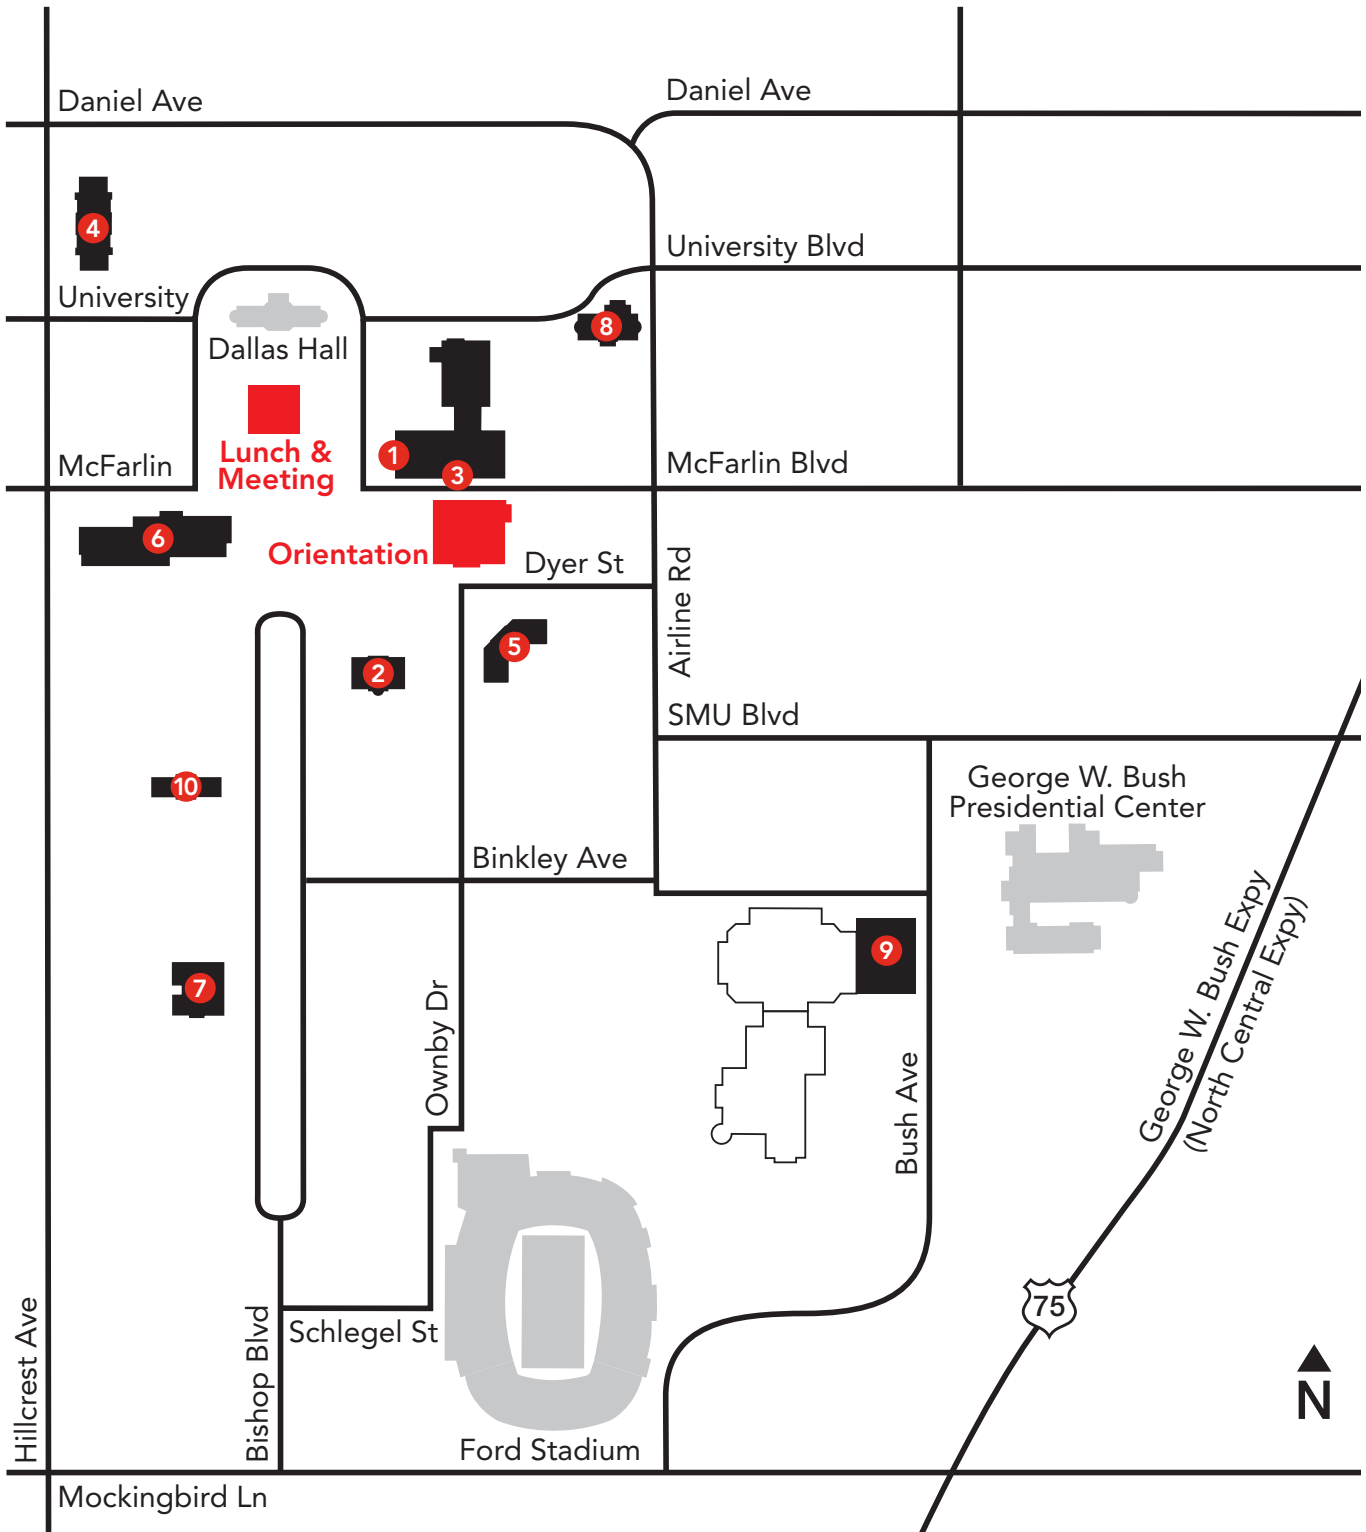 Daniel Ave
Daniel Ave
4
University Blvd
University
8
Dallas Hall
Lunch &
Meeting
1
3
McFarlin
McFarlin Blvd
6
Orientation
Dyer St
Airline Rd
5
2
SMU Blvd
10
George W. Bush
Presidential Center
Binkley Ave
9
7
Ownby Dr
Bush Ave
George W. Bush Expy
(North Central Expy)
75
Schlegel St
Hillcrest Ave
Bishop Blvd
N
Ford Stadium
Mockingbird Ln